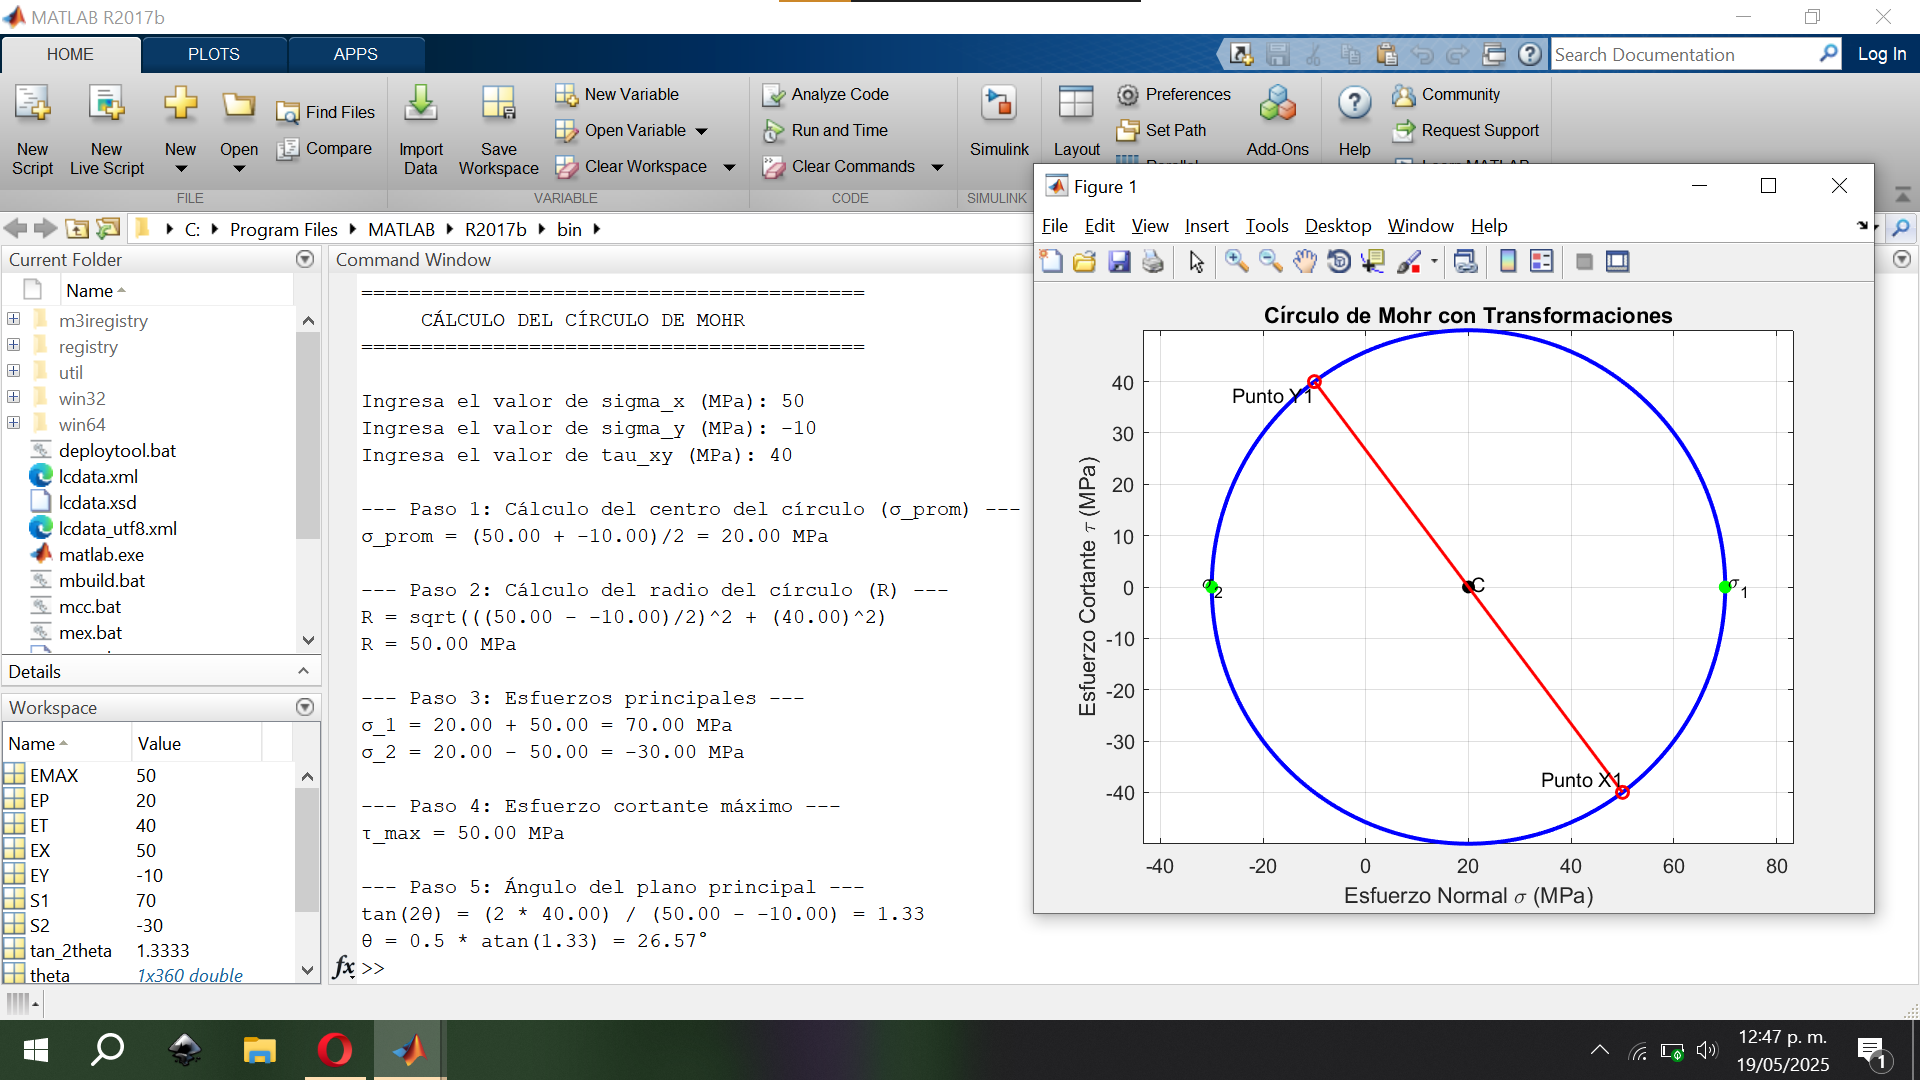 MATLAB R2017b
HOME
PLOTS
APPS
Search Documentation
Log In
New Script
New Live Script
New
Open
Find Files
Compare
FILE
Import Data
Save Workspace
New Variable
Open Variable
Clear Workspace
VARIABLE
Analyze Code
Run and Time
Clear Commands
CODE
Simulink
SIMULINK
Layout
Preferences
Set Path
Add-Ons
Help
Community
Request Support
C: Program Files MATLAB R2017b bin
Current Folder
Name
m3iregistry
registry
util
win32
win64
deploytool.bat
lcdata.xml
lcdata.xsd
lcdata_utf8.xml
matlab.exe
mbuild.bat
mcc.bat
mex.bat
Details
Workspace
Name Value
EMAX 50
EP 20
ET 40
EX 50
EY -10
S1 70
S2 -30
tan_2theta 1.3333
theta 1x360 double
Command Window
==========================================
CÁLCULO DEL CÍRCULO DE MOHR
==========================================
Ingresa el valor de sigma_x (MPa): 50
Ingresa el valor de sigma_y (MPa): -10
Ingresa el valor de tau_xy (MPa): 40
--- Paso 1: Cálculo del centro del círculo (σ_prom) ---
σ_prom = (50.00 + -10.00)/2 = 20.00 MPa
--- Paso 2: Cálculo del radio del círculo (R) ---
R = sqrt(((50.00 - -10.00)/2)^2 + (40.00)^2)
R = 50.00 MPa
--- Paso 3: Esfuerzos principales ---
σ_1 = 20.00 + 50.00 = 70.00 MPa
σ_2 = 20.00 - 50.00 = -30.00 MPa
--- Paso 4: Esfuerzo cortante máximo ---
τ_max = 50.00 MPa
--- Paso 5: Ángulo del plano principal ---
tan(2θ) = (2 * 40.00) / (50.00 - -10.00) = 1.33
θ = 0.5 * atan(1.33) = 26.57°
fx >>
Figure 1
File Edit View Insert Tools Desktop Window Help
Círculo de Mohr con Transformaciones
Esfuerzo Cortante τ (MPa)
40
30
20
10
0
-10
-20
-30
-40
Punto Y1
σ2
C
σ1
Punto X1
-40 -20 0 20 40 60 80
Esfuerzo Normal σ (MPa)
12:47 p. m.
19/05/2025
1